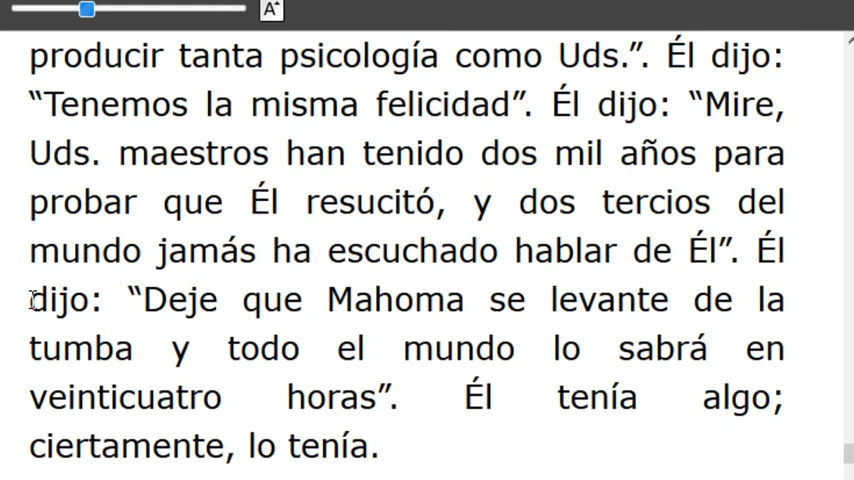 A
producir tanta psicología como Uds.”. Él dijo:
“Tenemos la misma felicidad”. Él dijo: “Mire,
Uds. maestros han tenido dos mil años para
probar que Él resucitó, y dos tercios del
mundo jamás ha escuchado hablar de Él”. Él
dijo: “Deje que Mahoma se levante de la
tumba y todo el mundo lo sabrá en
veinticuatro horas”. Él tenía algo;
ciertamente, lo tenía.